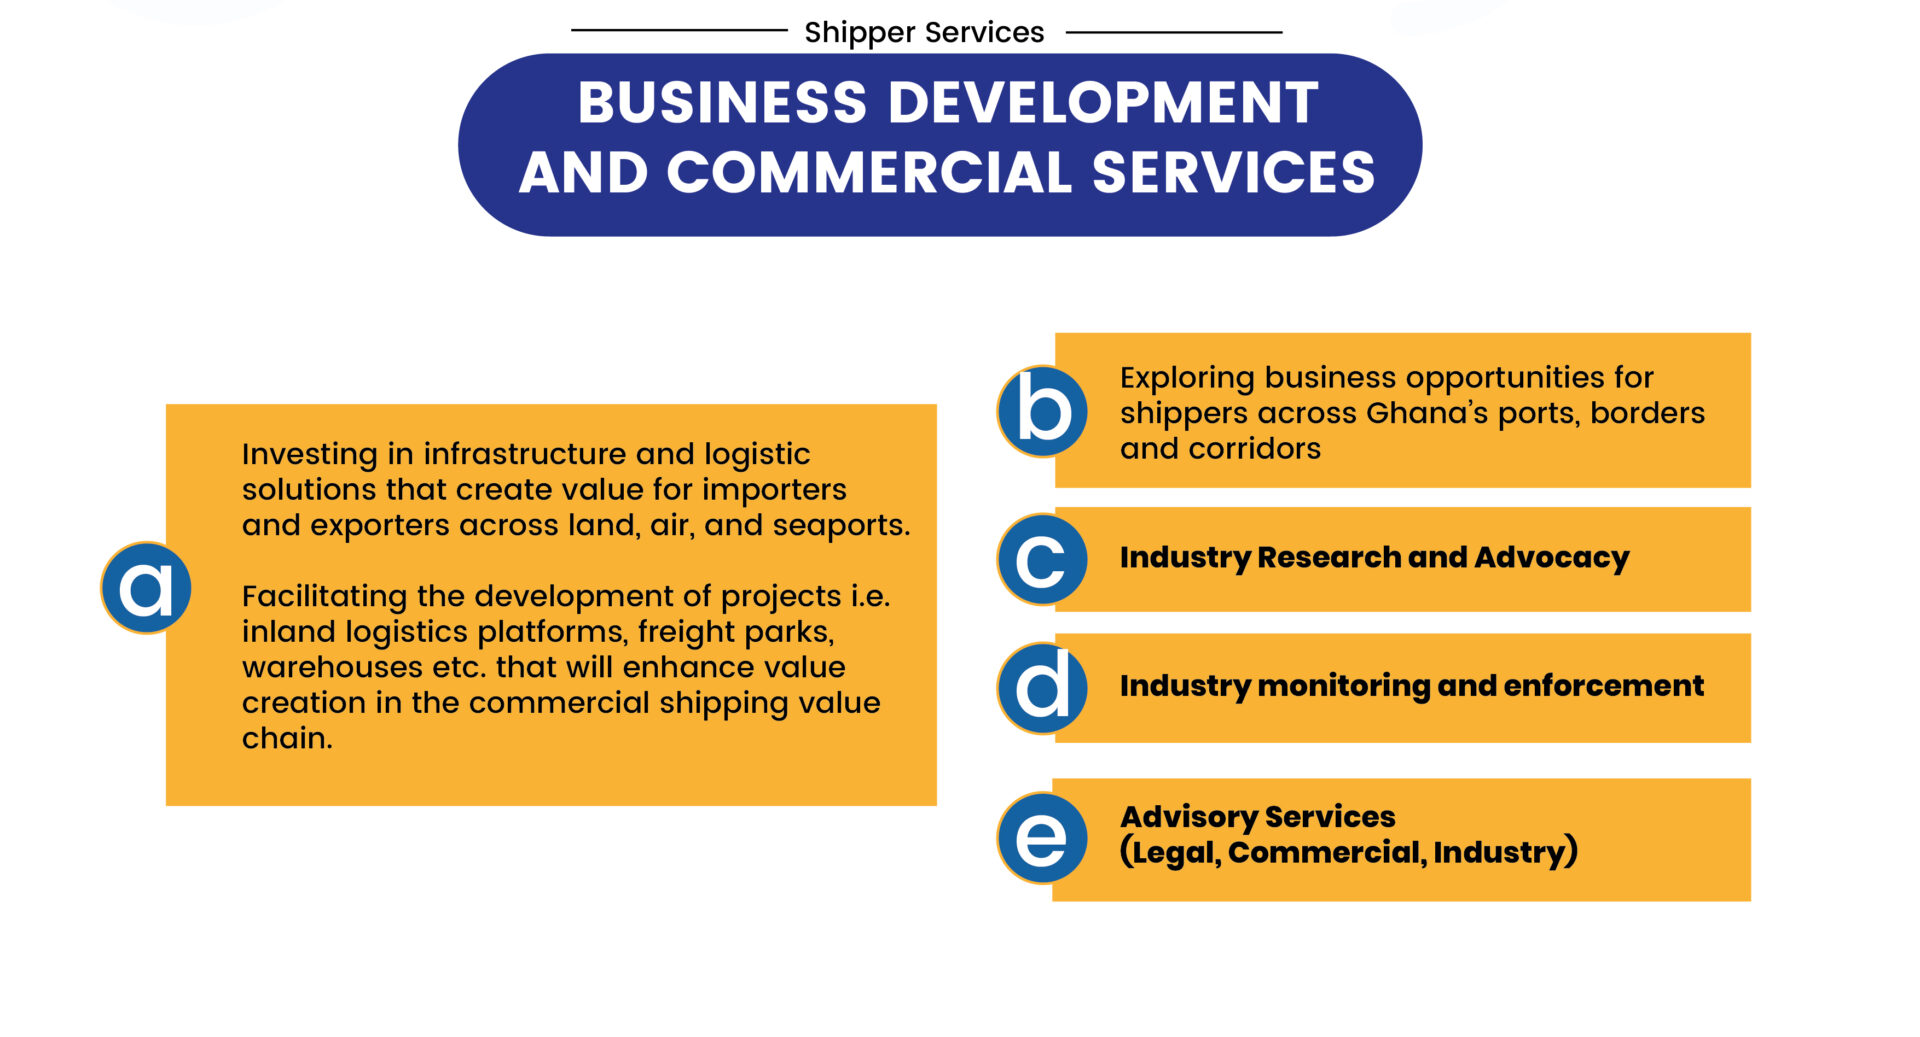 Shipper Services
BUSINESS DEVELOPMENT
AND COMMERCIAL SERVICES
a
Investing in infrastructure and logistic
solutions that create value for importers
and exporters across land, air, and seaports.
Facilitating the development of projects i.e.
inland logistics platforms, freight parks,
warehouses etc. that will enhance value
creation in the commercial shipping value
chain.
b
Exploring business opportunities for
shippers across Ghana's ports, borders
and corridors
c
Industry Research and Advocacy
d
Industry monitoring and enforcement
e
Advisory Services
(Legal, Commercial, Industry)